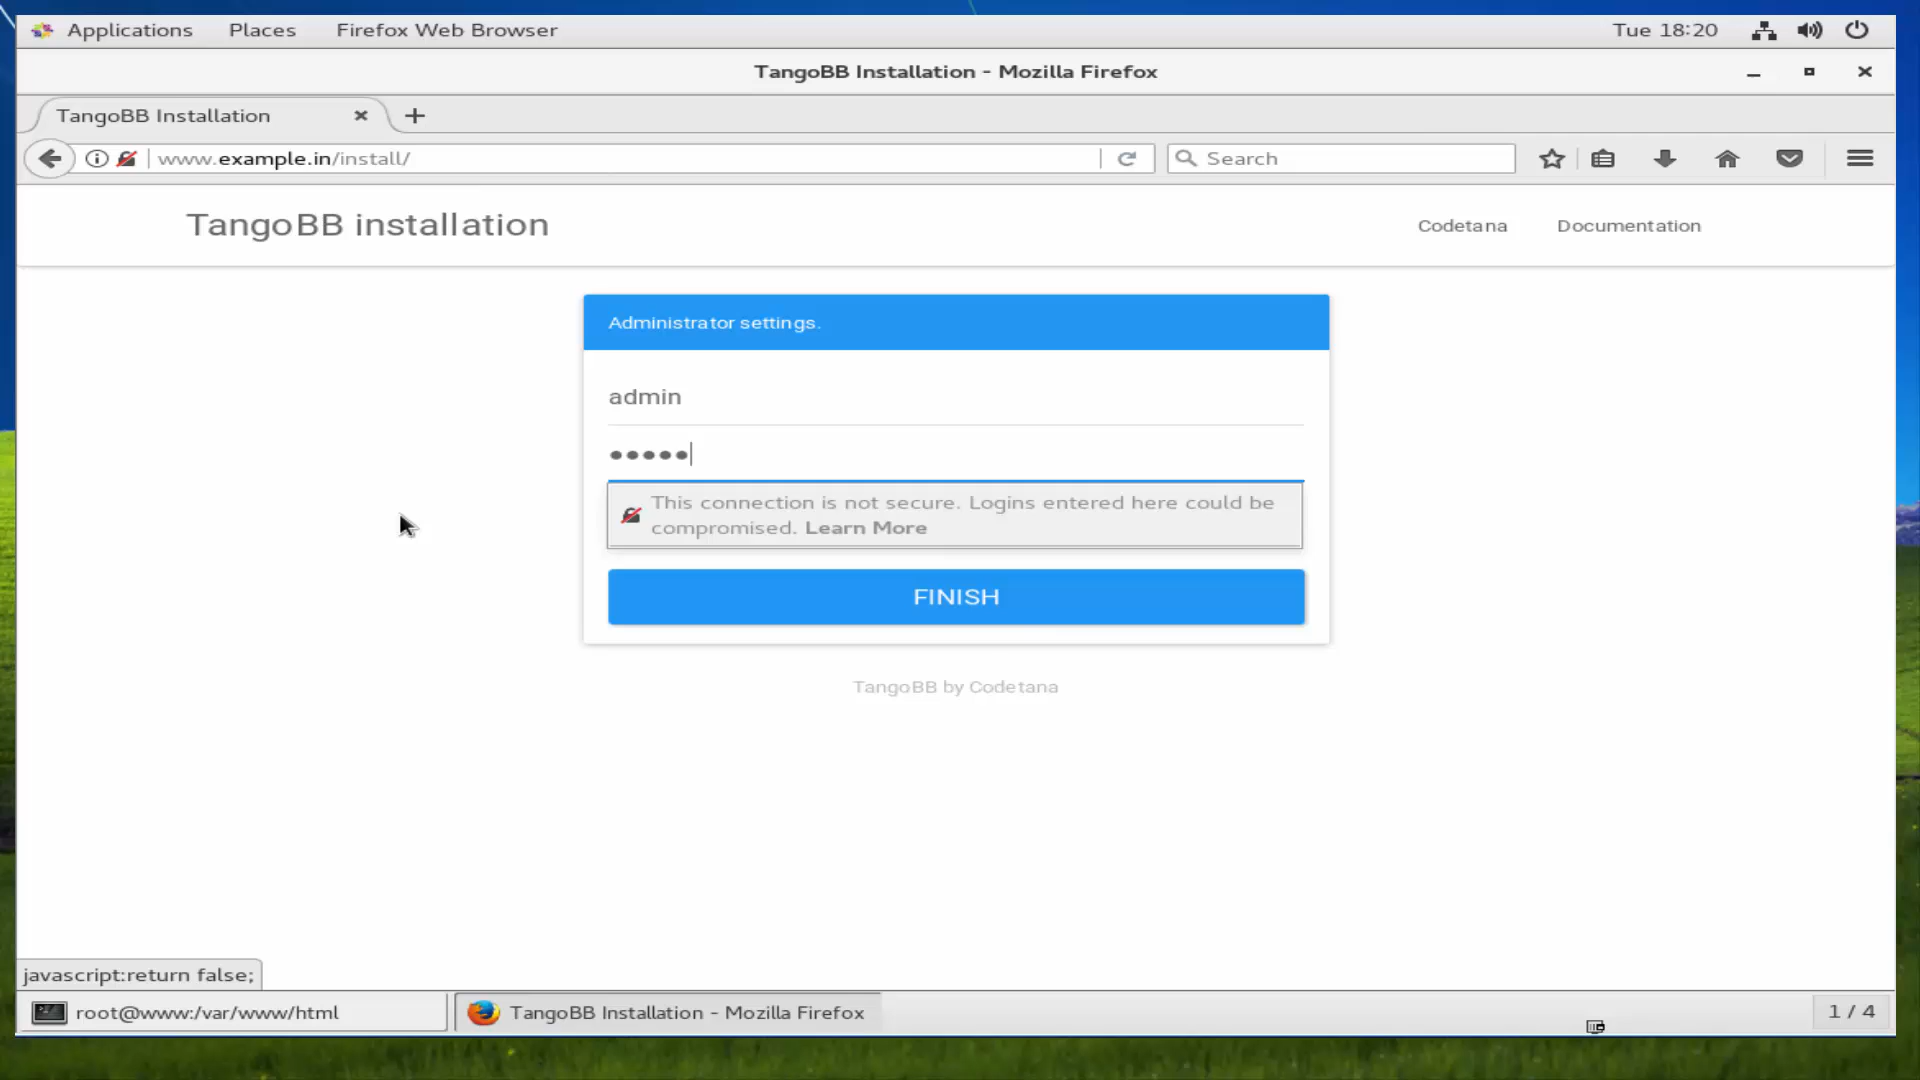 Applications Places Firefox Web Browser Tue 18:20
TangoBB Installation - Mozilla Firefox
TangoBB Installation
www.example.in/install/ Search
TangoBB installation Codetana Documentation
Administrator settings.
admin
•••••
This connection is not secure. Logins entered here could be
compromised. Learn More
FINISH
TangoBB by Codetana
javascript:return false;
root@www:/var/www/html TangoBB Installation - Mozilla Firefox 1 / 4